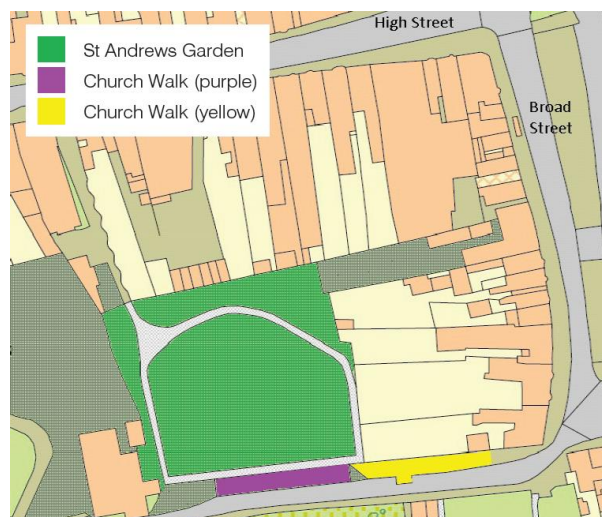 High Street
St Andrews Garden
Church Walk (purple)
Church Walk (yellow)
Broad
Street